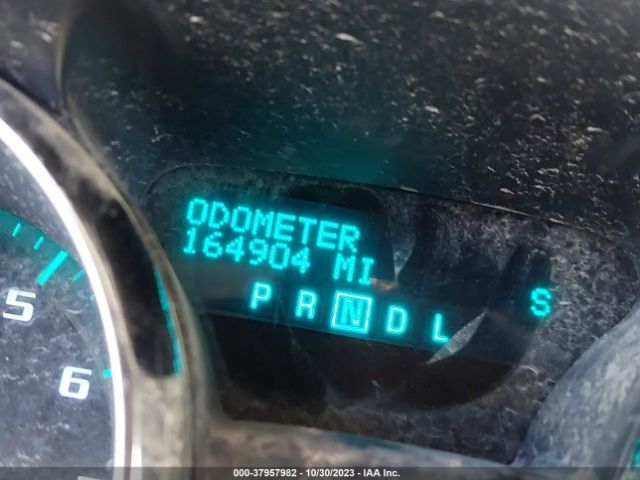 ODOMETER
164904 MI
P R N D L S
5
6
000-37957982 - 10/30/2023 - IAA Inc.